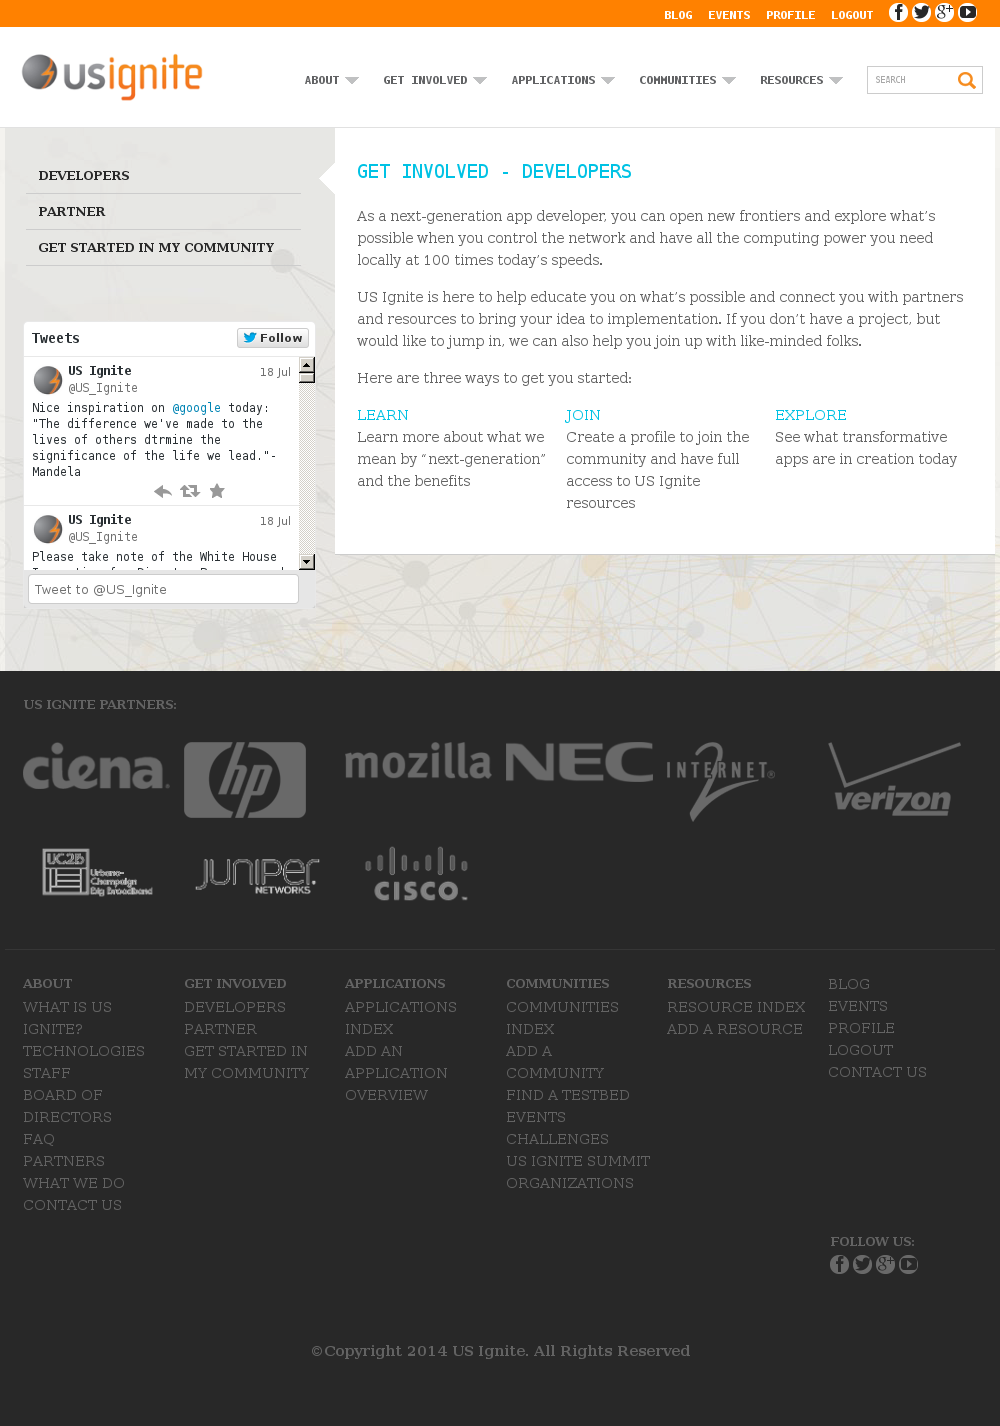 BLOG EVENTS PROFILE LOGOUT
usignite
ABOUT GET INVOLVED APPLICATIONS COMMUNITIES RESOURCES SEARCH
DEVELOPERS
PARTNER
GET STARTED IN MY COMMUNITY
Tweets Follow
US Ignite 18 Jul
@US_Ignite
Nice inspiration on @google today:
"The difference we've made to the
lives of others dtrmine the
significance of the life we lead."-
Mandela
US Ignite 18 Jul
@US_Ignite
Please take note of the White House
Tweet to @US_Ignite
GET INVOLVED - DEVELOPERS
As a next-generation app developer, you can open new frontiers and explore what's
possible when you control the network and have all the computing power you need
locally at 100 times today's speeds.
US Ignite is here to help educate you on what's possible and connect you with partners
and resources to bring your idea to implementation. If you don't have a project, but
would like to jump in, we can also help you join up with like-minded folks.
Here are three ways to get you started:
LEARN
Learn more about what we
mean by "next-generation"
and the benefits
JOIN
Create a profile to join the
community and have full
access to US Ignite
resources
EXPLORE
See what transformative
apps are in creation today
US IGNITE PARTNERS:
ciena hp mozilla NEC INTERNET 2 ® verizon
UC2B
Urbana-
Champaign
Big Broadband
JUNIPER
NETWORKS
CISCO
ABOUT
WHAT IS US
IGNITE?
TECHNOLOGIES
STAFF
BOARD OF
DIRECTORS
FAQ
PARTNERS
WHAT WE DO
CONTACT US
GET INVOLVED
DEVELOPERS
PARTNER
GET STARTED IN
MY COMMUNITY
APPLICATIONS
APPLICATIONS
INDEX
ADD AN
APPLICATION
OVERVIEW
COMMUNITIES
COMMUNITIES
INDEX
ADD A
COMMUNITY
FIND A TESTBED
EVENTS
CHALLENGES
US IGNITE SUMMIT
ORGANIZATIONS
RESOURCES
RESOURCE INDEX
ADD A RESOURCE
BLOG
EVENTS
PROFILE
LOGOUT
CONTACT US
FOLLOW US:
©Copyright 2014 US Ignite. All Rights Reserved